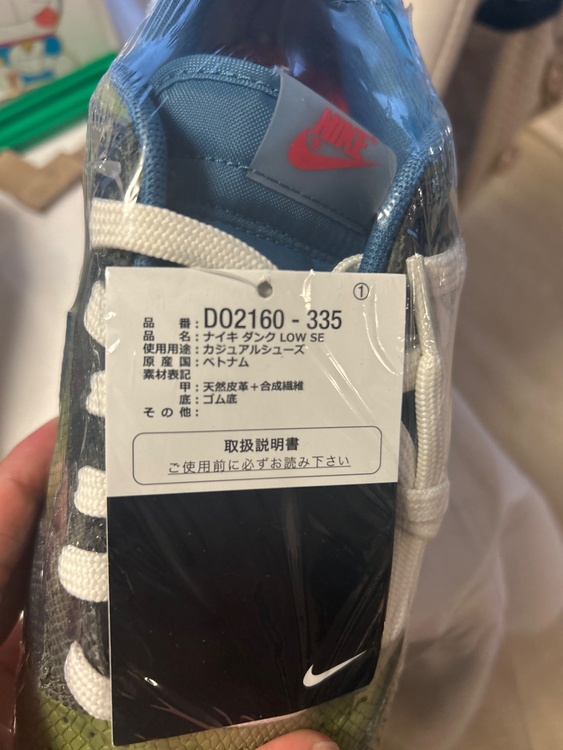 NIKE
①
品 番 : DO2160 - 335
品 名 : ナイキ ダンク LOW SE
使用用途 : カジュアルシューズ
原 産 国 : ベトナム
素材表記
甲 : 天然皮革+合成繊維
底 : ゴム底
そ の 他 :
取扱説明書
ご使用前に必ずお読み下さい